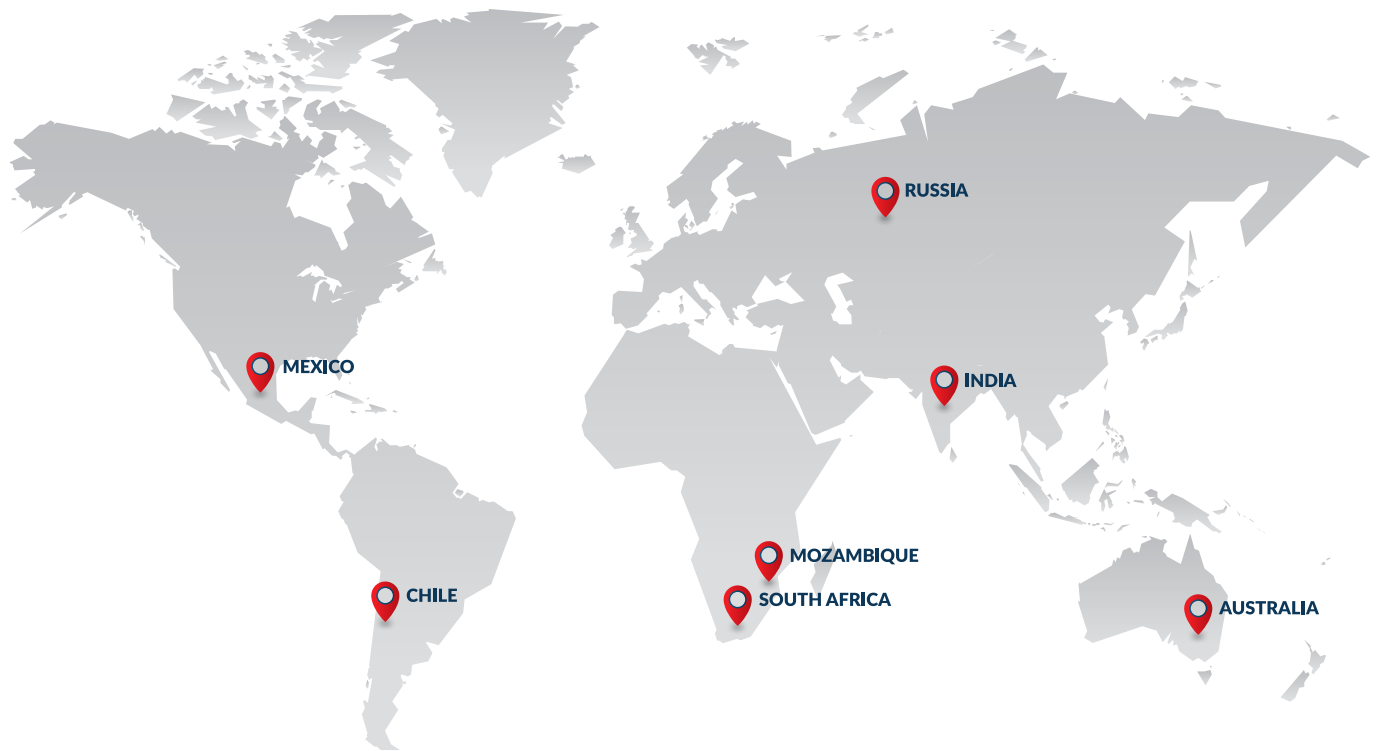 RUSSIA
MEXICO
INDIA
MOZAMBIQUE
CHILE
SOUTH AFRICA
AUSTRALIA